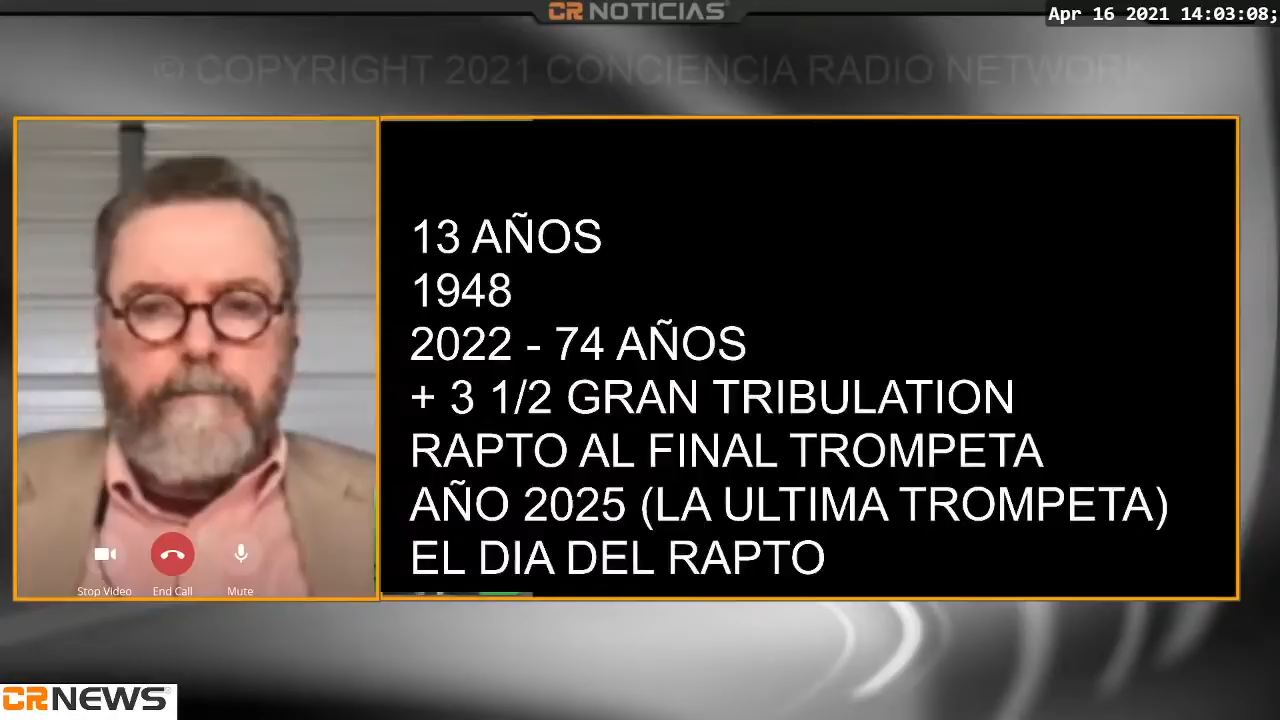 CR NOTICIAS
Apr 16 2021 14:03:08;
© COPYRIGHT 2021 CONCIENCIA RADIO NETWORK
13 AÑOS
1948
2022 - 74 AÑOS
+ 3 1/2 GRAN TRIBULATION
RAPTO AL FINAL TROMPETA
AÑO 2025 (LA ULTIMA TROMPETA)
EL DIA DEL RAPTO
Stop Video End Call Mute
CRNEWS